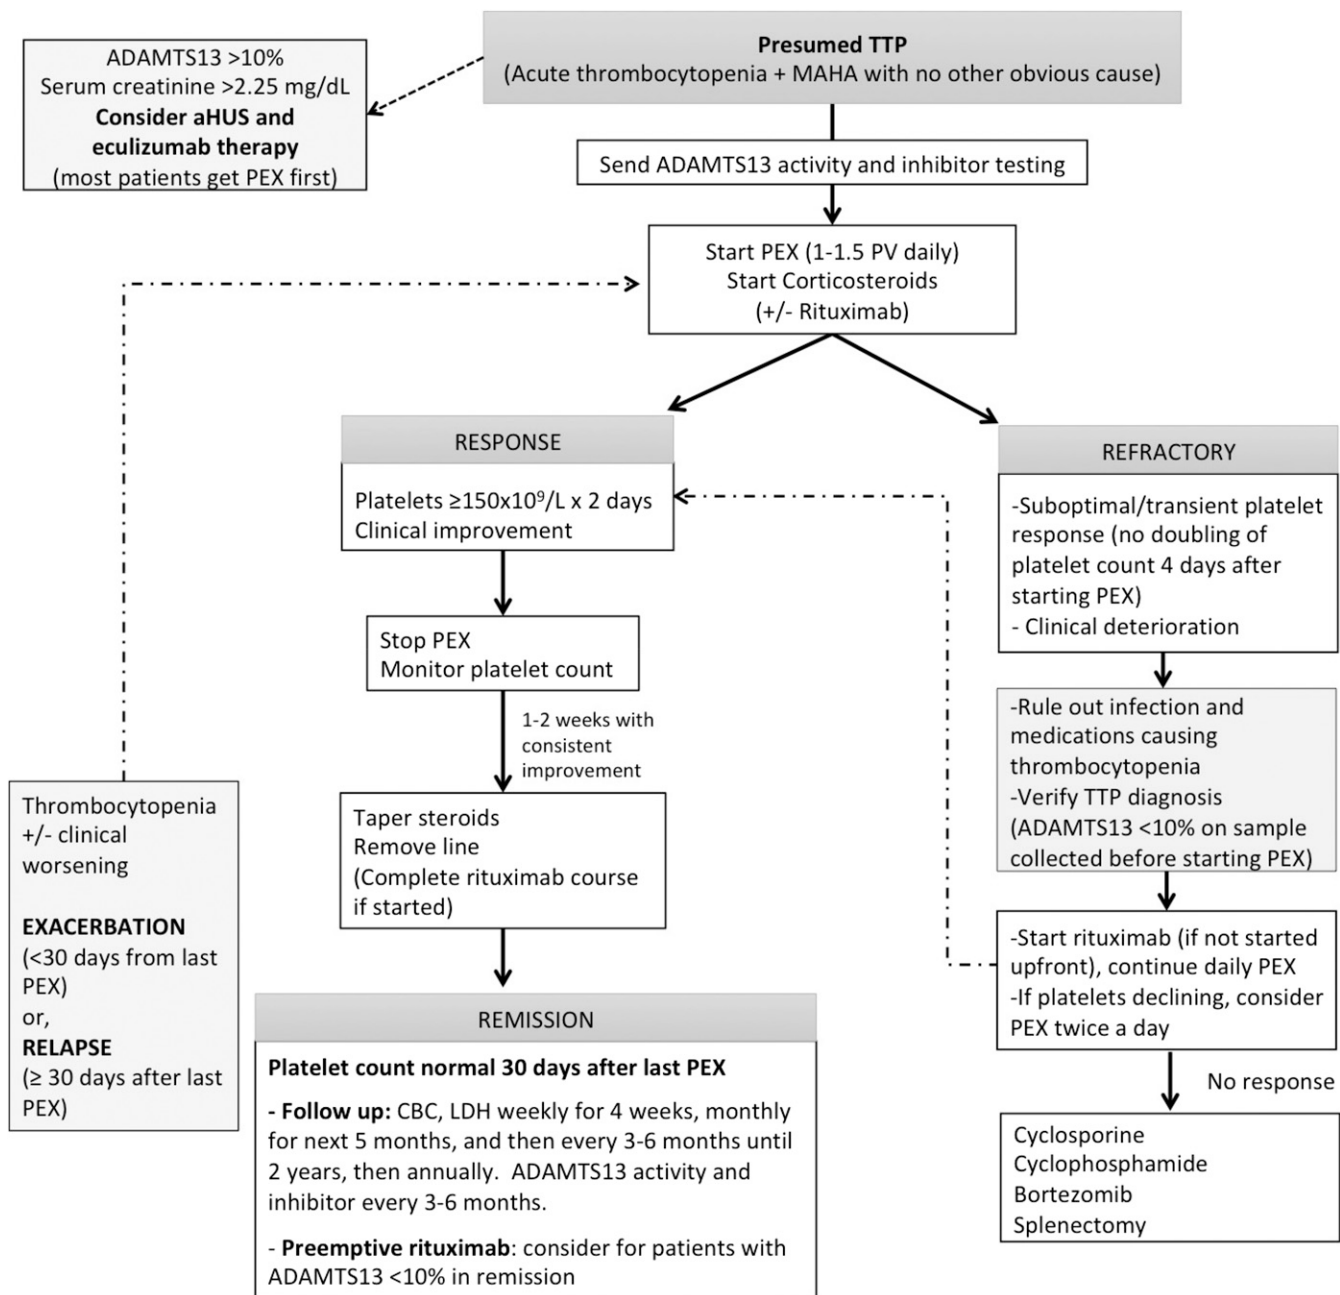 ADAMTS13 >10%
Serum creatinine >2.25 mg/dL
Consider aHUS and
eculizumab therapy
(most patients get PEX first)
Presumed TTP
(Acute thrombocytopenia + MAHA with no other obvious cause)
Send ADAMTS13 activity and inhibitor testing
Start PEX (1-1.5 PV daily)
Start Corticosteroids
(+/- Rituximab)
RESPONSE
Platelets ≥150x10⁹/L x 2 days
Clinical improvement
Stop PEX
Monitor platelet count
1-2 weeks with
consistent
improvement
Taper steroids
Remove line
(Complete rituximab course
if started)
REMISSION
Platelet count normal 30 days after last PEX
- Follow up: CBC, LDH weekly for 4 weeks, monthly
for next 5 months, and then every 3-6 months until
2 years, then annually. ADAMTS13 activity and
inhibitor every 3-6 months.
- Preemptive rituximab: consider for patients with
ADAMTS13 <10% in remission
REFRACTORY
-Suboptimal/transient platelet
response (no doubling of
platelet count 4 days after
starting PEX)
- Clinical deterioration
-Rule out infection and
medications causing
thrombocytopenia
-Verify TTP diagnosis
(ADAMTS13 <10% on sample
collected before starting PEX)
-Start rituximab (if not started
upfront), continue daily PEX
-If platelets declining, consider
PEX twice a day
No response
Cyclosporine
Cyclophosphamide
Bortezomib
Splenectomy
Thrombocytopenia
+/- clinical
worsening
EXACERBATION
(<30 days from last
PEX)
or,
RELAPSE
(≥ 30 days after last
PEX)